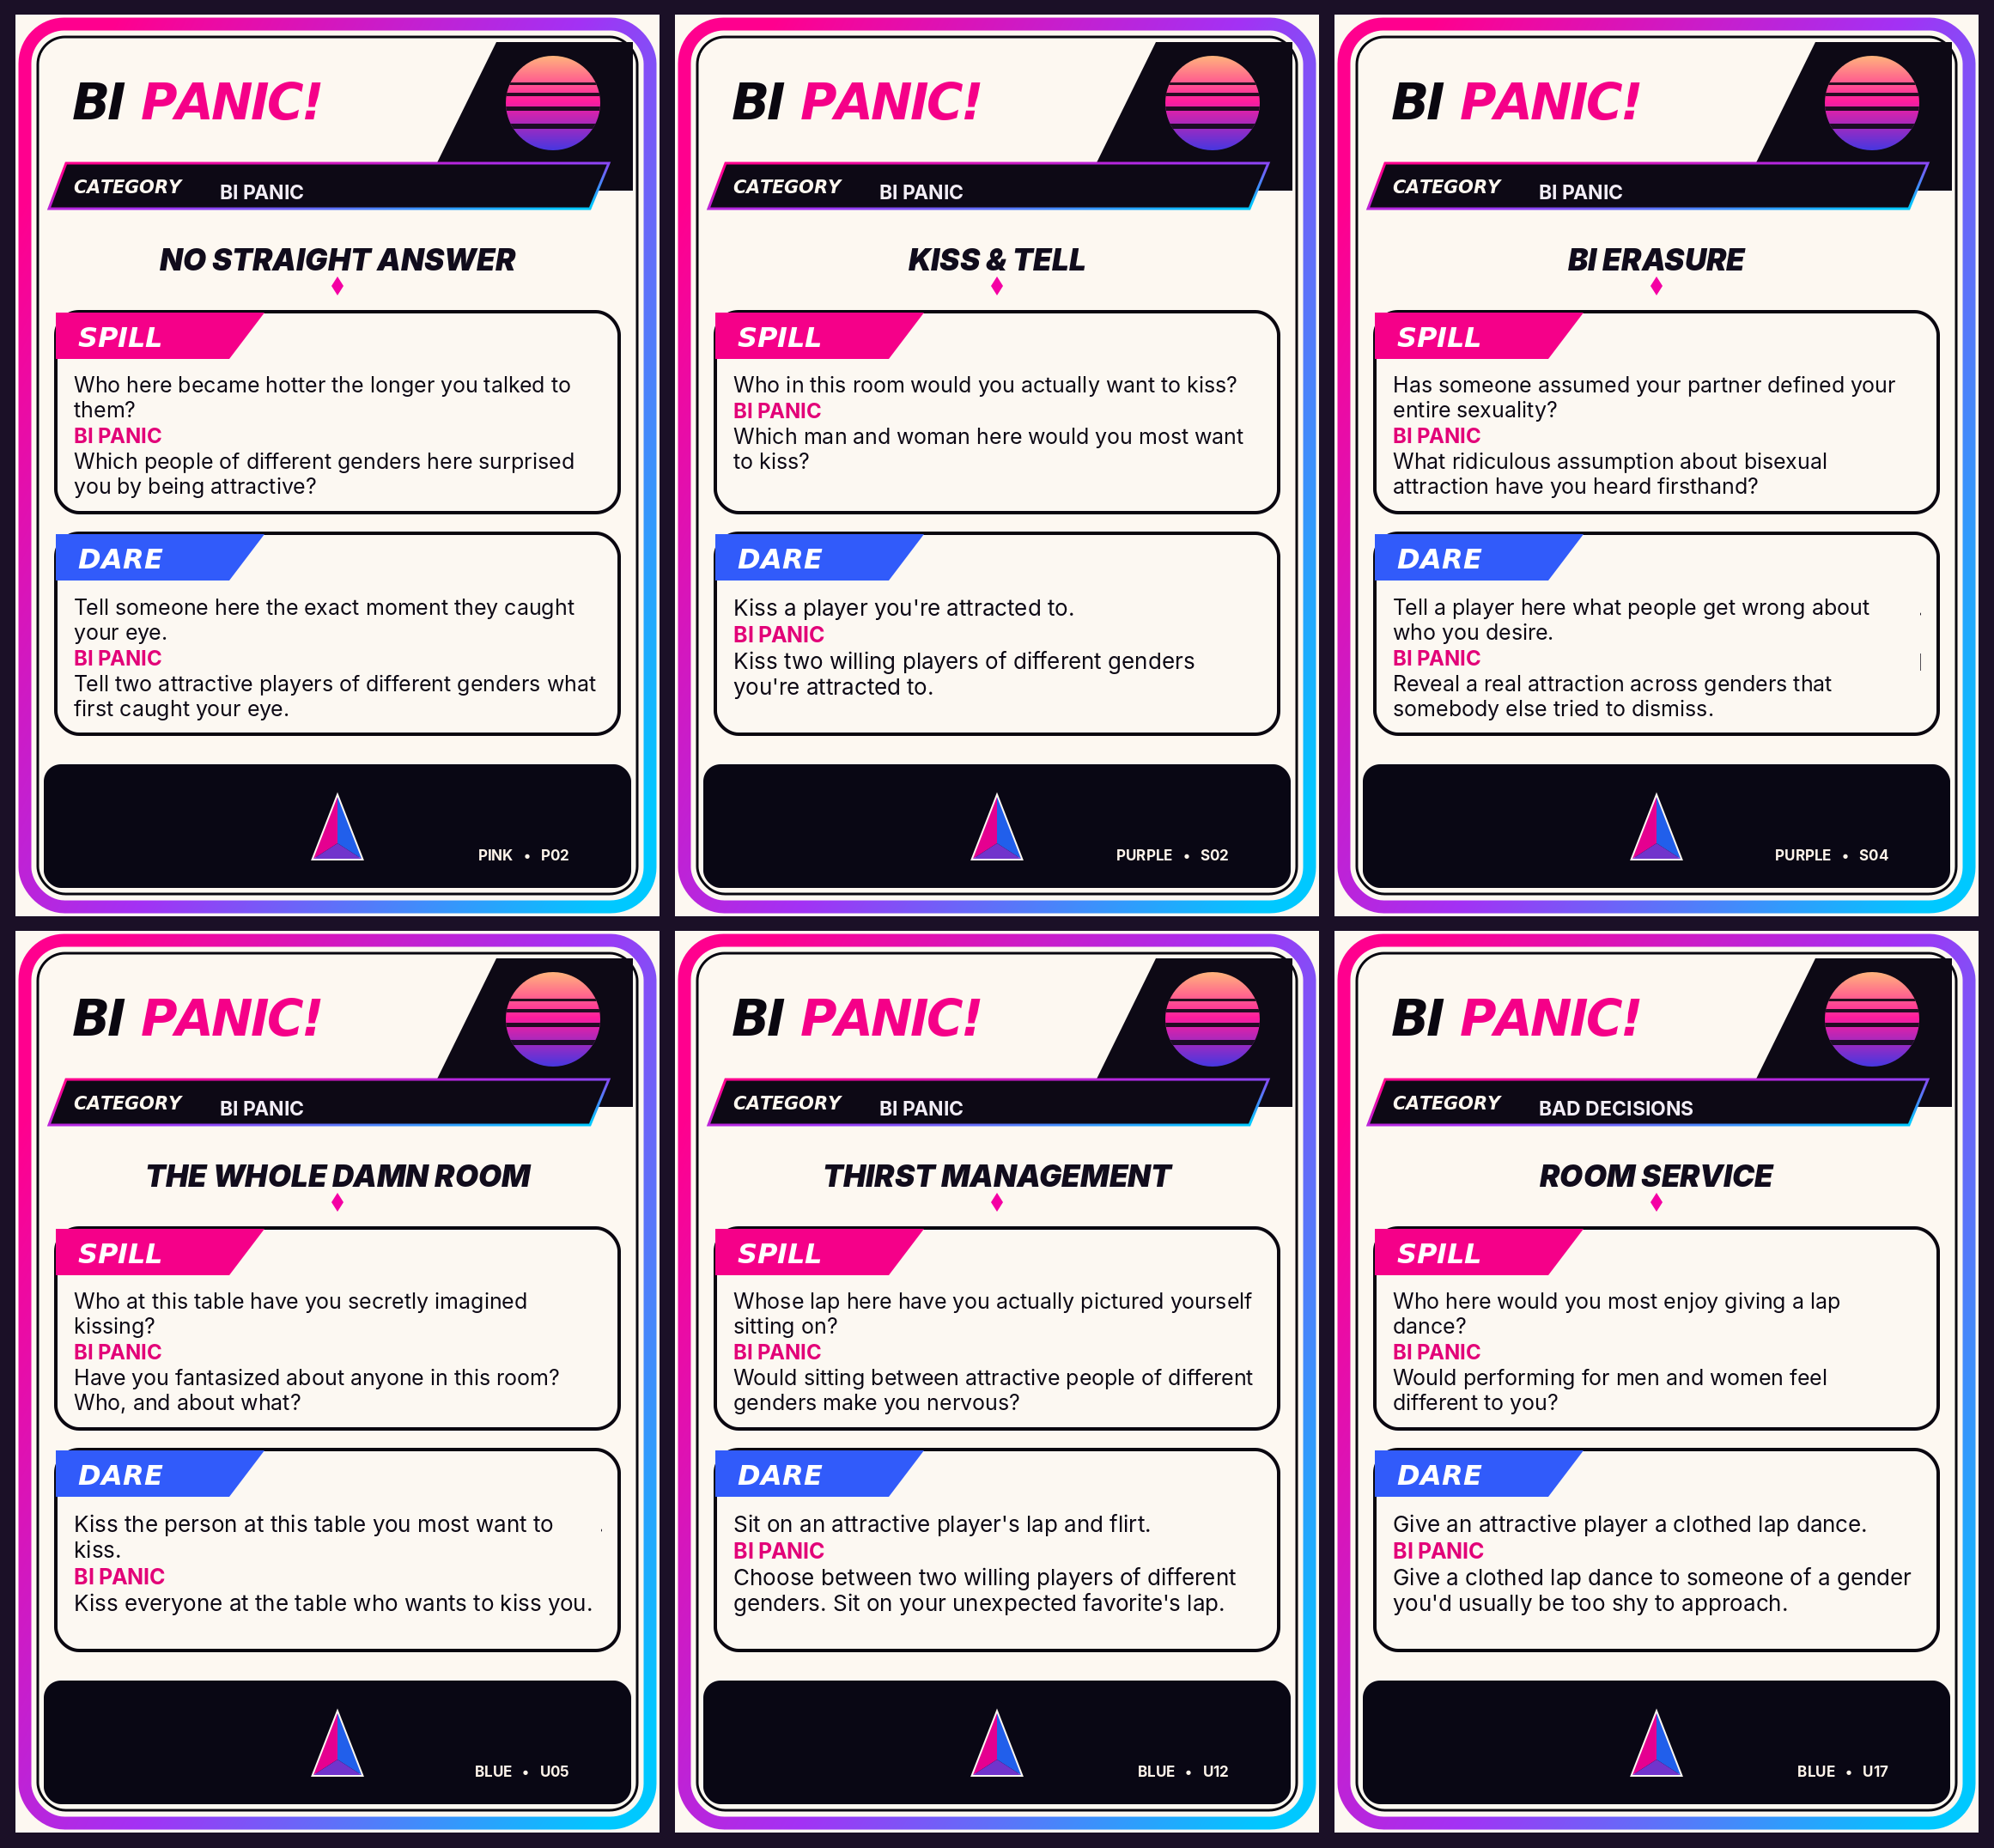 BI PANIC!
CATEGORY BI PANIC
NO STRAIGHT ANSWER
SPILL
Who here became hotter the longer you talked to
them?
BI PANIC
Which people of different genders here surprised
you by being attractive?
DARE
Tell someone here the exact moment they caught
your eye.
BI PANIC
Tell two attractive players of different genders what
first caught your eye.
PINK • P02
BI PANIC!
CATEGORY BI PANIC
KISS & TELL
SPILL
Who in this room would you actually want to kiss?
BI PANIC
Which man and woman here would you most want
to kiss?
DARE
Kiss a player you're attracted to.
BI PANIC
Kiss two willing players of different genders
you're attracted to.
PURPLE • S02
BI PANIC!
CATEGORY BI PANIC
BI ERASURE
SPILL
Has someone assumed your partner defined your
entire sexuality?
BI PANIC
What ridiculous assumption about bisexual
attraction have you heard firsthand?
DARE
Tell a player here what people get wrong about
who you desire.
BI PANIC
Reveal a real attraction across genders that
somebody else tried to dismiss.
PURPLE • S04
BI PANIC!
CATEGORY BI PANIC
THE WHOLE DAMN ROOM
SPILL
Who at this table have you secretly imagined
kissing?
BI PANIC
Have you fantasized about anyone in this room?
Who, and about what?
DARE
Kiss the person at this table you most want to
kiss.
BI PANIC
Kiss everyone at the table who wants to kiss you.
BLUE • U05
BI PANIC!
CATEGORY BI PANIC
THIRST MANAGEMENT
SPILL
Whose lap here have you actually pictured yourself
sitting on?
BI PANIC
Would sitting between attractive people of different
genders make you nervous?
DARE
Sit on an attractive player's lap and flirt.
BI PANIC
Choose between two willing players of different
genders. Sit on your unexpected favorite's lap.
BLUE • U12
BI PANIC!
CATEGORY BAD DECISIONS
ROOM SERVICE
SPILL
Who here would you most enjoy giving a lap
dance?
BI PANIC
Would performing for men and women feel
different to you?
DARE
Give an attractive player a clothed lap dance.
BI PANIC
Give a clothed lap dance to someone of a gender
you'd usually be too shy to approach.
BLUE • U17